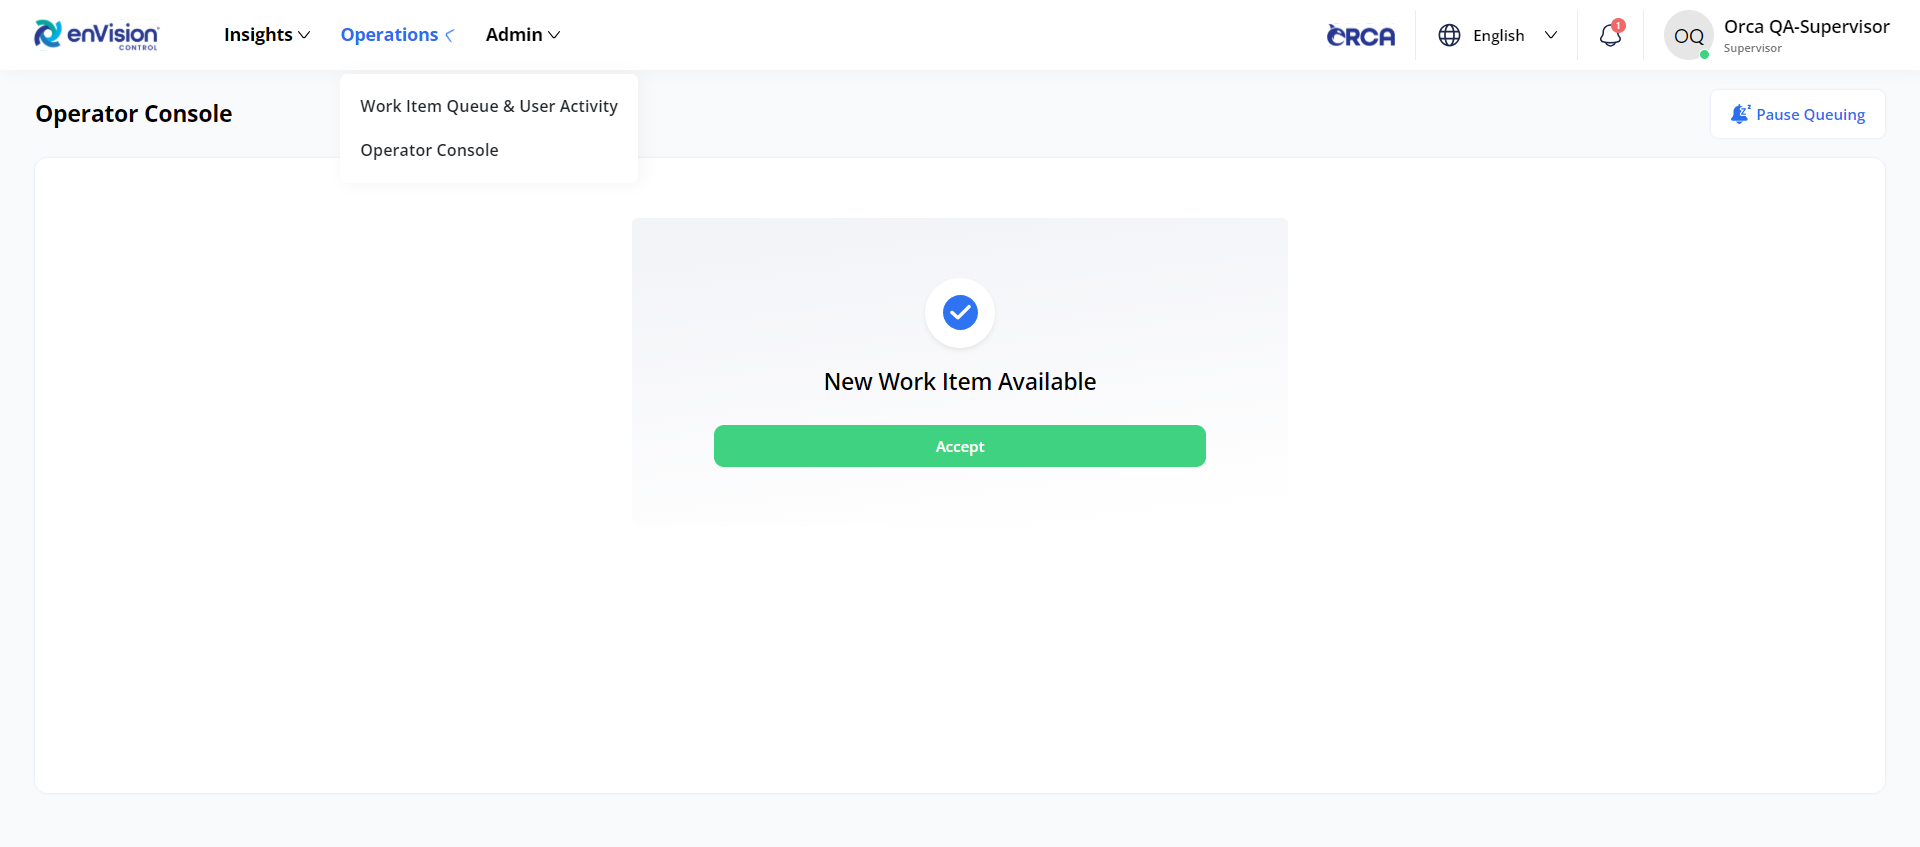 enVision
CONTROL
Insights
Operations
Admin
ORCA
English
1
OQ
Orca QA-Supervisor
Supervisor
Work Item Queue & User Activity
Operator Console
Operator Console
Pause Queuing
New Work Item Available
Accept